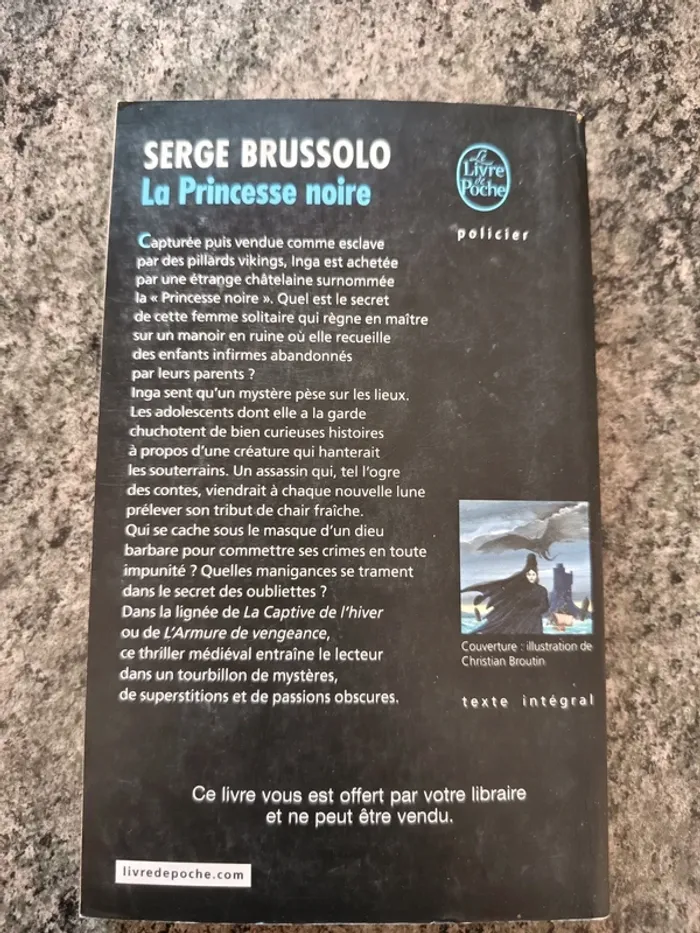 SERGE BRUSSOLO
La Princesse noire
Le
Livre
de
Poche
policier
Capturée puis vendue comme esclave
par des pillards vikings, Inga est achetée
par une étrange châtelaine surnommée
la « Princesse noire ». Quel est le secret
de cette femme solitaire qui règne en maître
sur un manoir en ruine où elle recueille
des enfants infirmes abandonnés
par leurs parents ?
Inga sent qu'un mystère pèse sur les lieux.
Les adolescents dont elle a la garde
chuchotent de bien curieuses histoires
à propos d'une créature qui hanterait
les souterrains. Un assassin qui, tel l'ogre
des contes, viendrait à chaque nouvelle lune
prélever son tribut de chair fraîche.
Qui se cache sous le masque d'un dieu
barbare pour commettre ses crimes en toute
impunité ? Quelles manigances se trament
dans le secret des oubliettes ?
Dans la lignée de La Captive de l'hiver
ou de L'Armure de vengeance,
ce thriller médiéval entraîne le lecteur
dans un tourbillon de mystères,
de superstitions et de passions obscures.
Couverture : illustration de
Christian Broutin
texte intégral
Ce livre vous est offert par votre libraire
et ne peut être vendu.
livredepoche.com